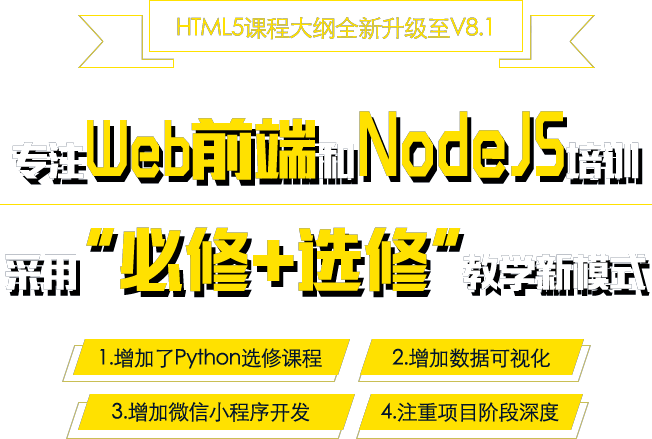 HTML5课程大纲全新升级至V8.1
专注Web前端和NodeJS培训
采用“必修+选修“教学新模式
1.增加了Python选修课程
2.增加数据可视化
3.增加微信小程序开发
4.注重项目阶段深度